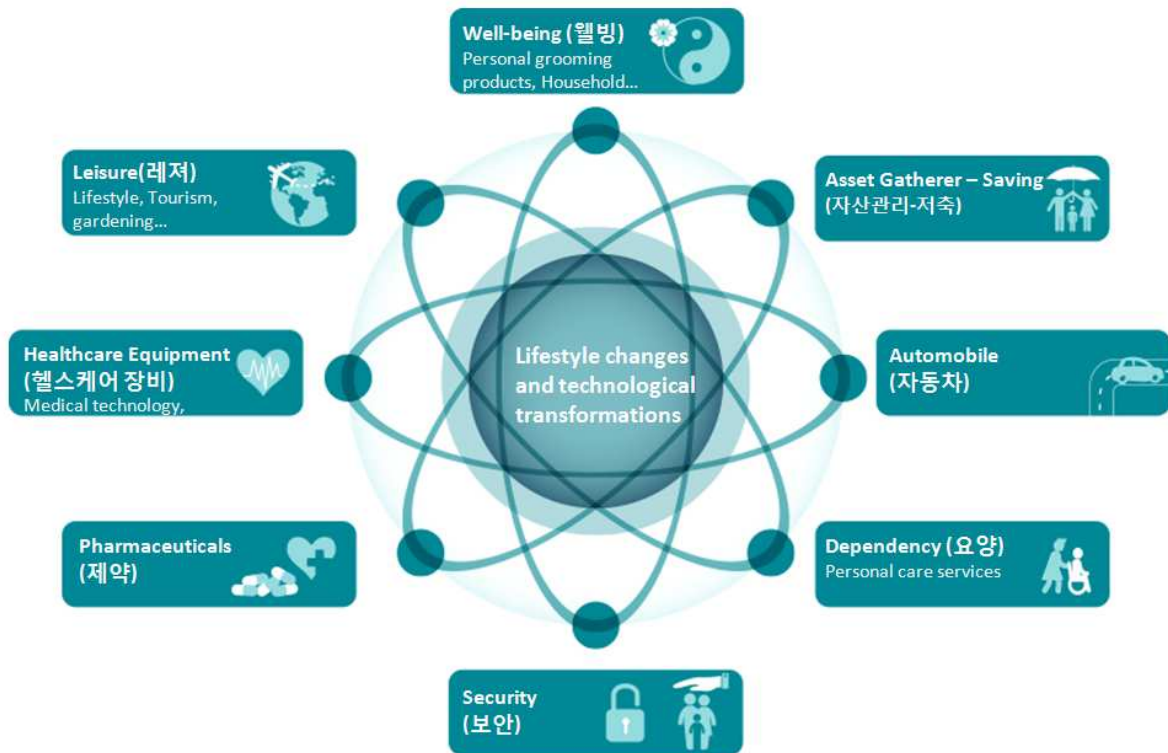 Well-being (웰빙)
Personal grooming
products, Household...
Leisure(레져)
Lifestyle, Tourism,
gardening...
Asset Gatherer – Saving
(자산관리-저축)
Healthcare Equipment
(헬스케어 장비)
Medical technology,
Lifestyle changes
and technological
transformations
Automobile
(자동차)
Pharmaceuticals
(제약)
Dependency (요양)
Personal care services
Security
(보안)